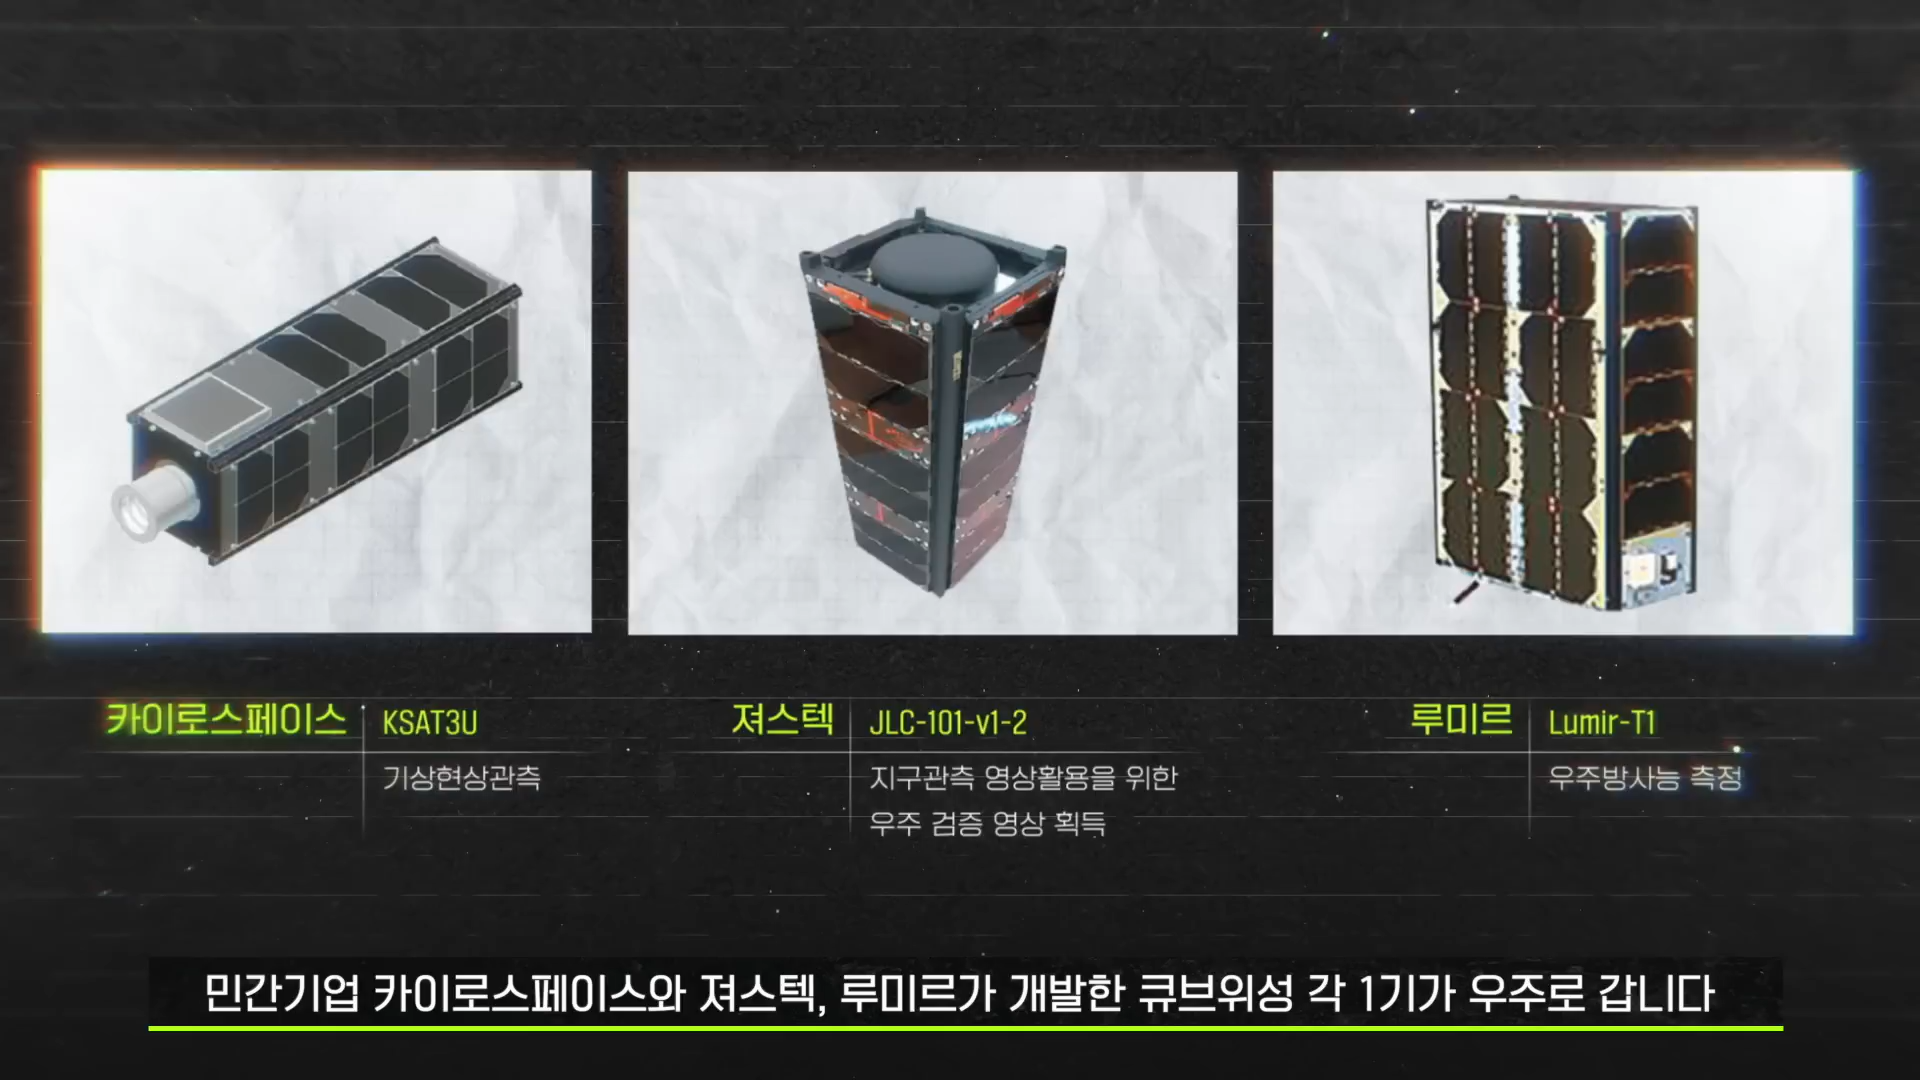 카이로스페이스 KSAT3U
기상현상관측
져스텍 JLC-101-v1-2
지구관측 영상활용을 위한
우주 검증 영상 획득
루미르 Lumir-T1
우주방사능 측정
민간기업 카이로스페이스와 져스텍, 루미르가 개발한 큐브위성 각 1기가 우주로 갑니다